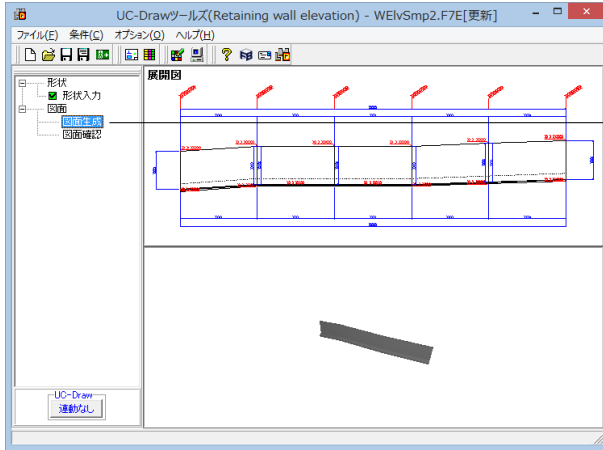 UC-Drawツールズ(Retaining wall elevation) - WElvSmp2.F7E[更新]
ファイル(F) 条件(C) オプション(O) ヘルプ(H)
形状
形状入力
図面
図面生成
図面確認
展開図
UC-Draw
連動なし